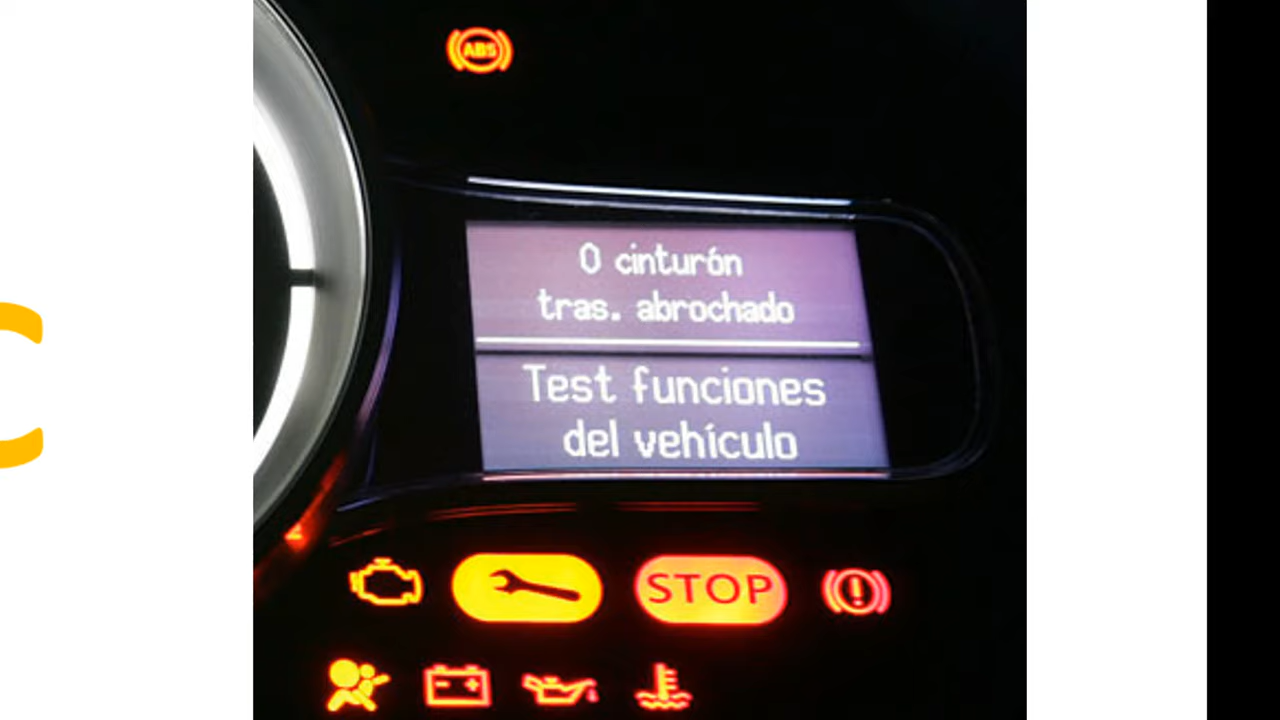 ABS
0 cinturón
tras. abrochado
Test funciones
del vehículo
STOP